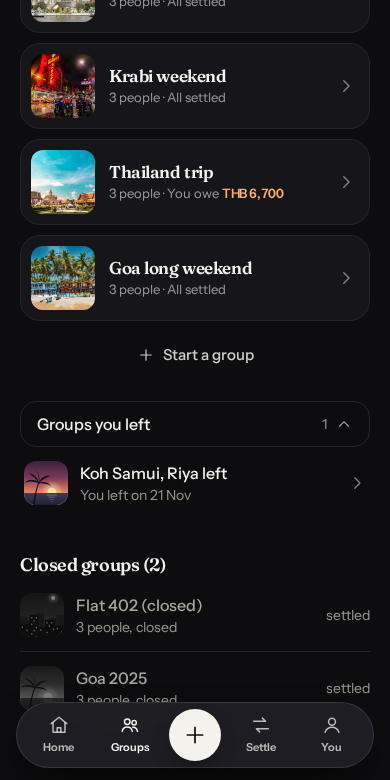 3 people · All settled
Krabi weekend
3 people · All settled
Thailand trip
3 people · You owe THB 6,700
Goa long weekend
3 people · All settled
Start a group
Groups you left 1
Koh Samui, Riya left
You left on 21 Nov
Closed groups (2)
Flat 402 (closed)
3 people, closed
settled
Goa 2025
3 people, closed
settled
Home Groups Settle You